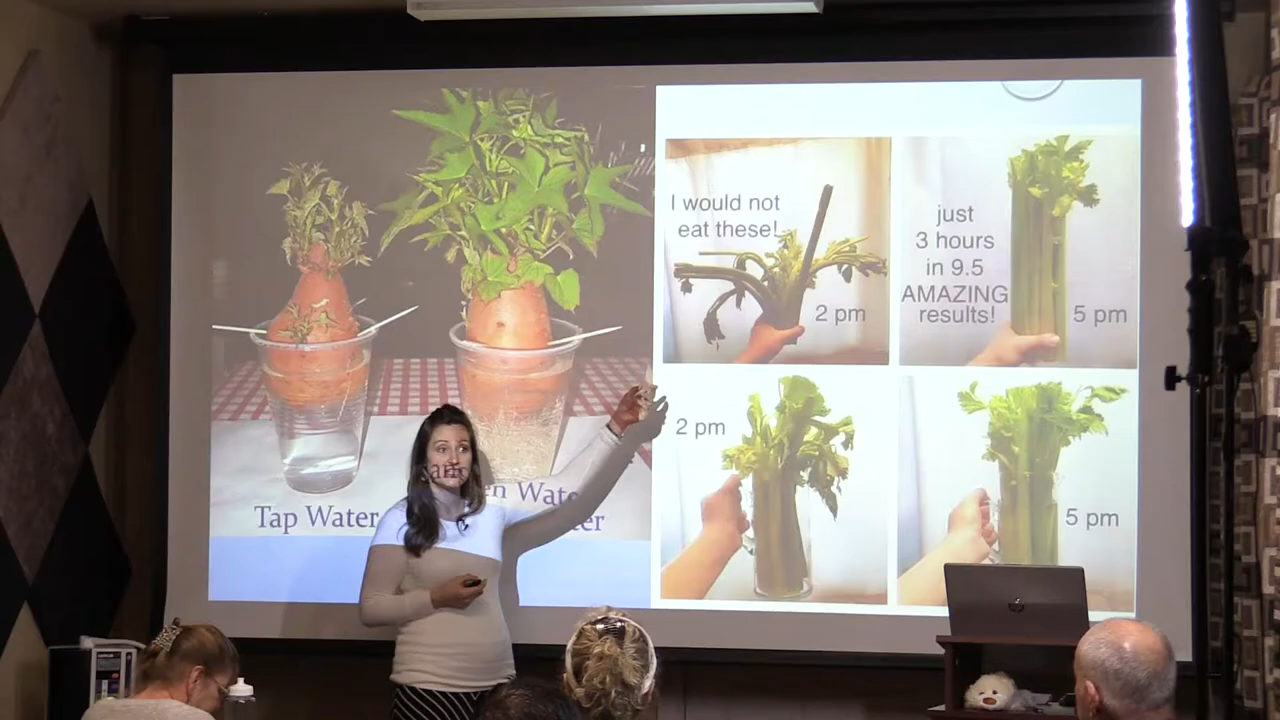 Tap Water
I would not
eat these!
2 pm
just
3 hours
in 9.5
AMAZING
results!
5 pm
2 pm
5 pm